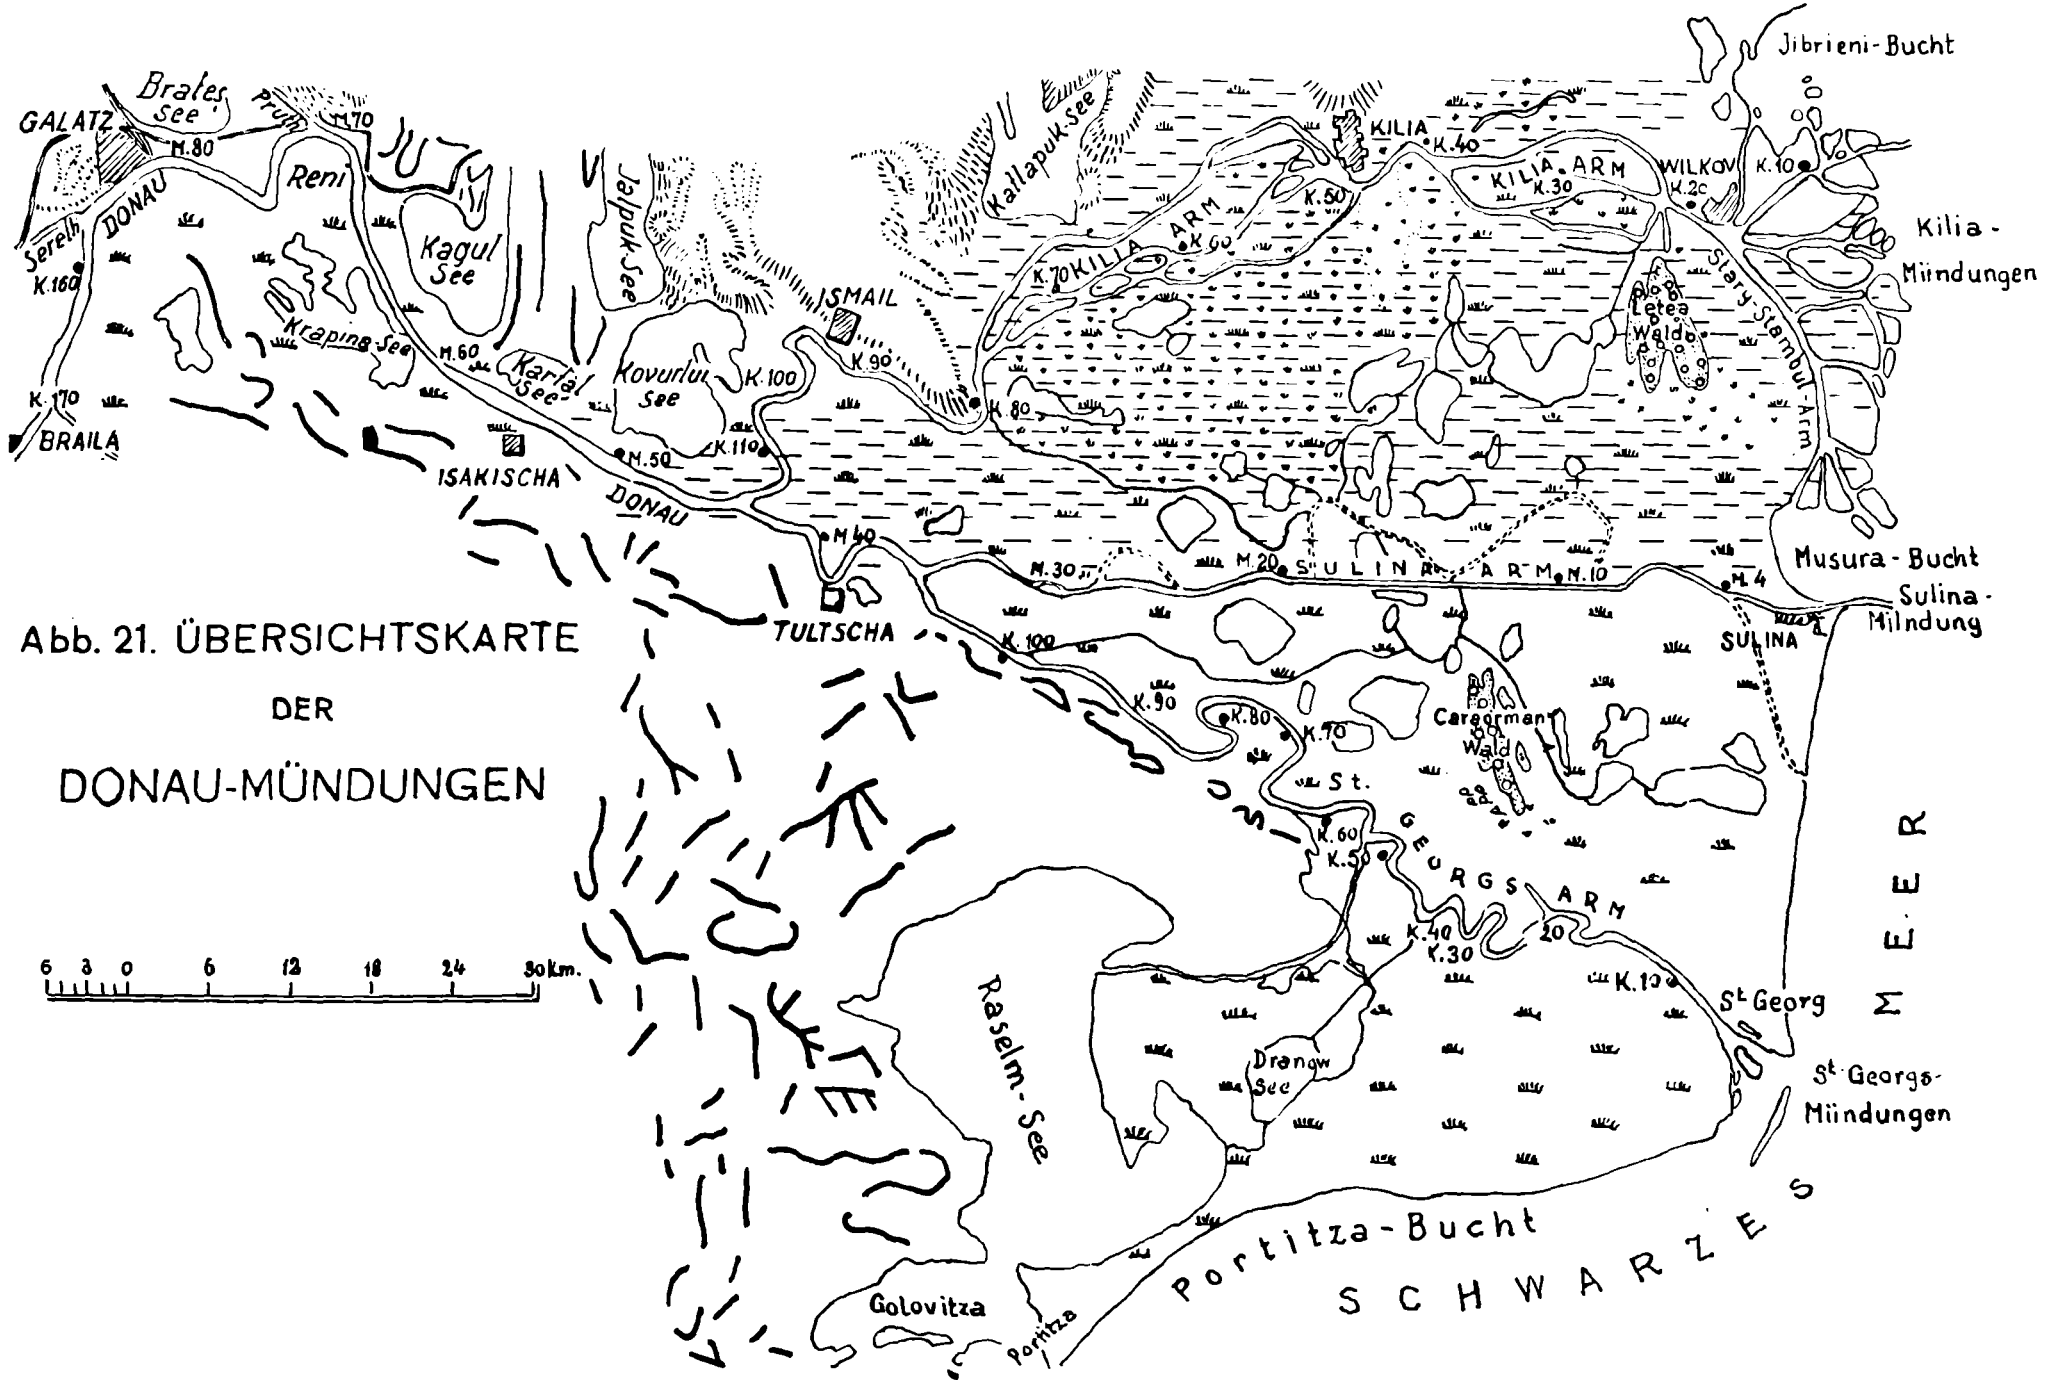 Jibrieni-Bucht
Brates
See
Pruth
M.70
GALATZ
M.80
Reni
DONAU
Sereth
K.160
K.170
BRAILA
Kagul
See
Kraping-See
M.60
Kartal
See
Jalpuk-See
Kovurlui
See
ISMAIL
K.90
K.100
K.110
M.50
ISAKISCHA
DONAU
M 40
TULTSCHA
Katlapuk-See
KILIA
K.40
KILIA ARM
K.30
WILKOV
K.20
K.10
K.50
KILIA ARM
K.60
K.70
K.80
Kilia-
Mündungen
Stary-Stambul-Arm
Letea
Wald
Musura-Bucht
Sulina-
Mündung
M.30
M.20
SULINA ARM
M.10
M.4
SULINA
K.100
K.90
K.80
K.70
Caraorman
Wald
St.
GEORGS ARM
K.60
K.50
K.40
K.30
20
K.10
St Georg
St. Georgs-
Mündungen
Abb. 21. ÜBERSICHTSKARTE
DER
DONAU-MÜNDUNGEN
6 3 0 6 12 18 24 30 Km.
Raselm-See
Dranow
See
Golovitza
Portitza
Portitza-Bucht
SCHWARZES
MEER